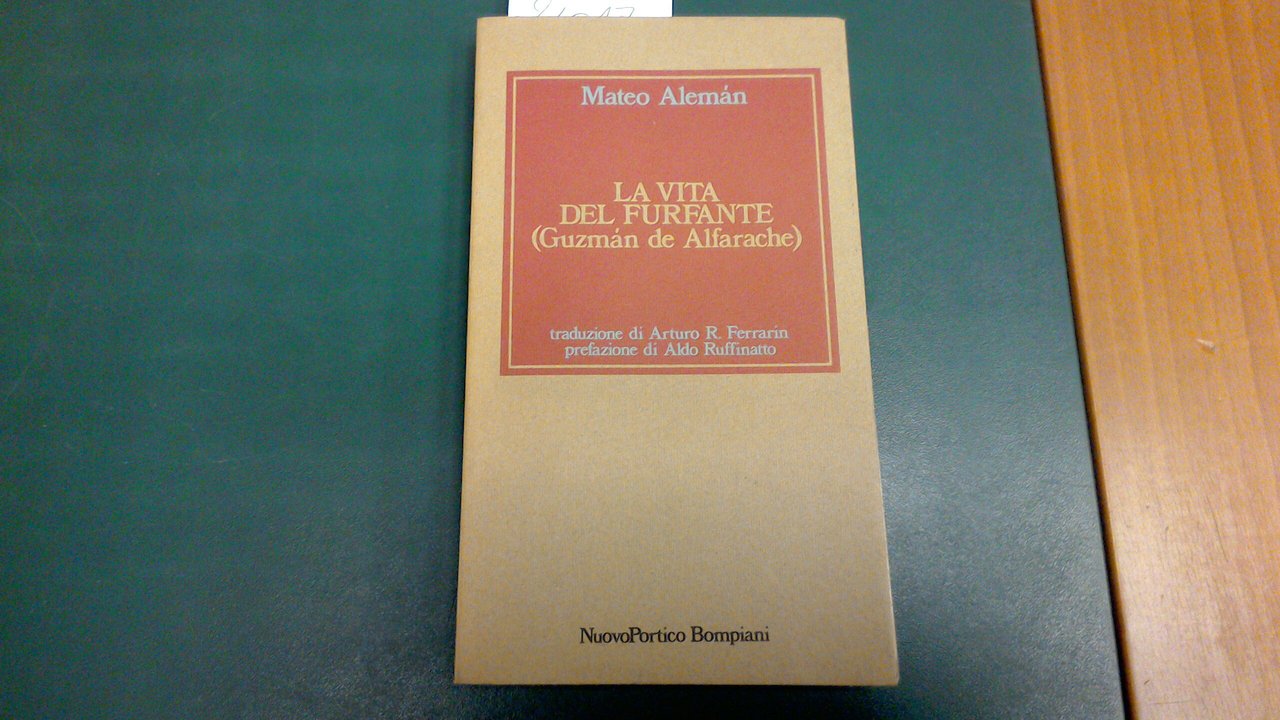 Mateo Alemán
LA VITA
DEL FURFANTE
(Guzmán de Alfarache)
traduzione di Arturo R. Ferrarin
prefazione di Aldo Ruffinatto
NuovoPortico Bompiani